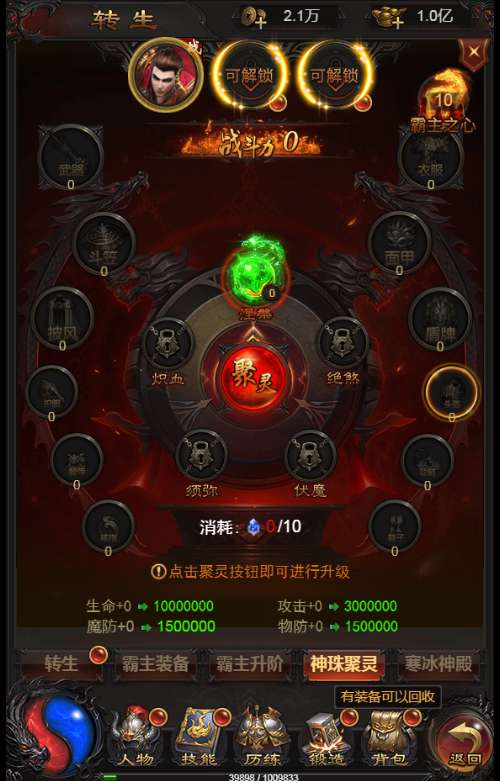 转生
2.1万
1.0亿
战
可解锁
可解锁
10
霸主之心
战斗力 0
武器
0
衣服
0
斗笠
0
面甲
0
0
涅槃
披风
0
盾牌
0
炽血
聚灵
绝煞
0
0
0
0
须弥
伏魔
0
0
消耗:0/10
点击聚灵按钮即可进行升级
生命+0 10000000
攻击+0 3000000
魔防+0 1500000
物防+0 1500000
转生
霸主装备
霸主升阶
神珠聚灵
寒冰神殿
有装备可以回收
人物
技能
历练
锻造
背包
返回
39898 / 1009833